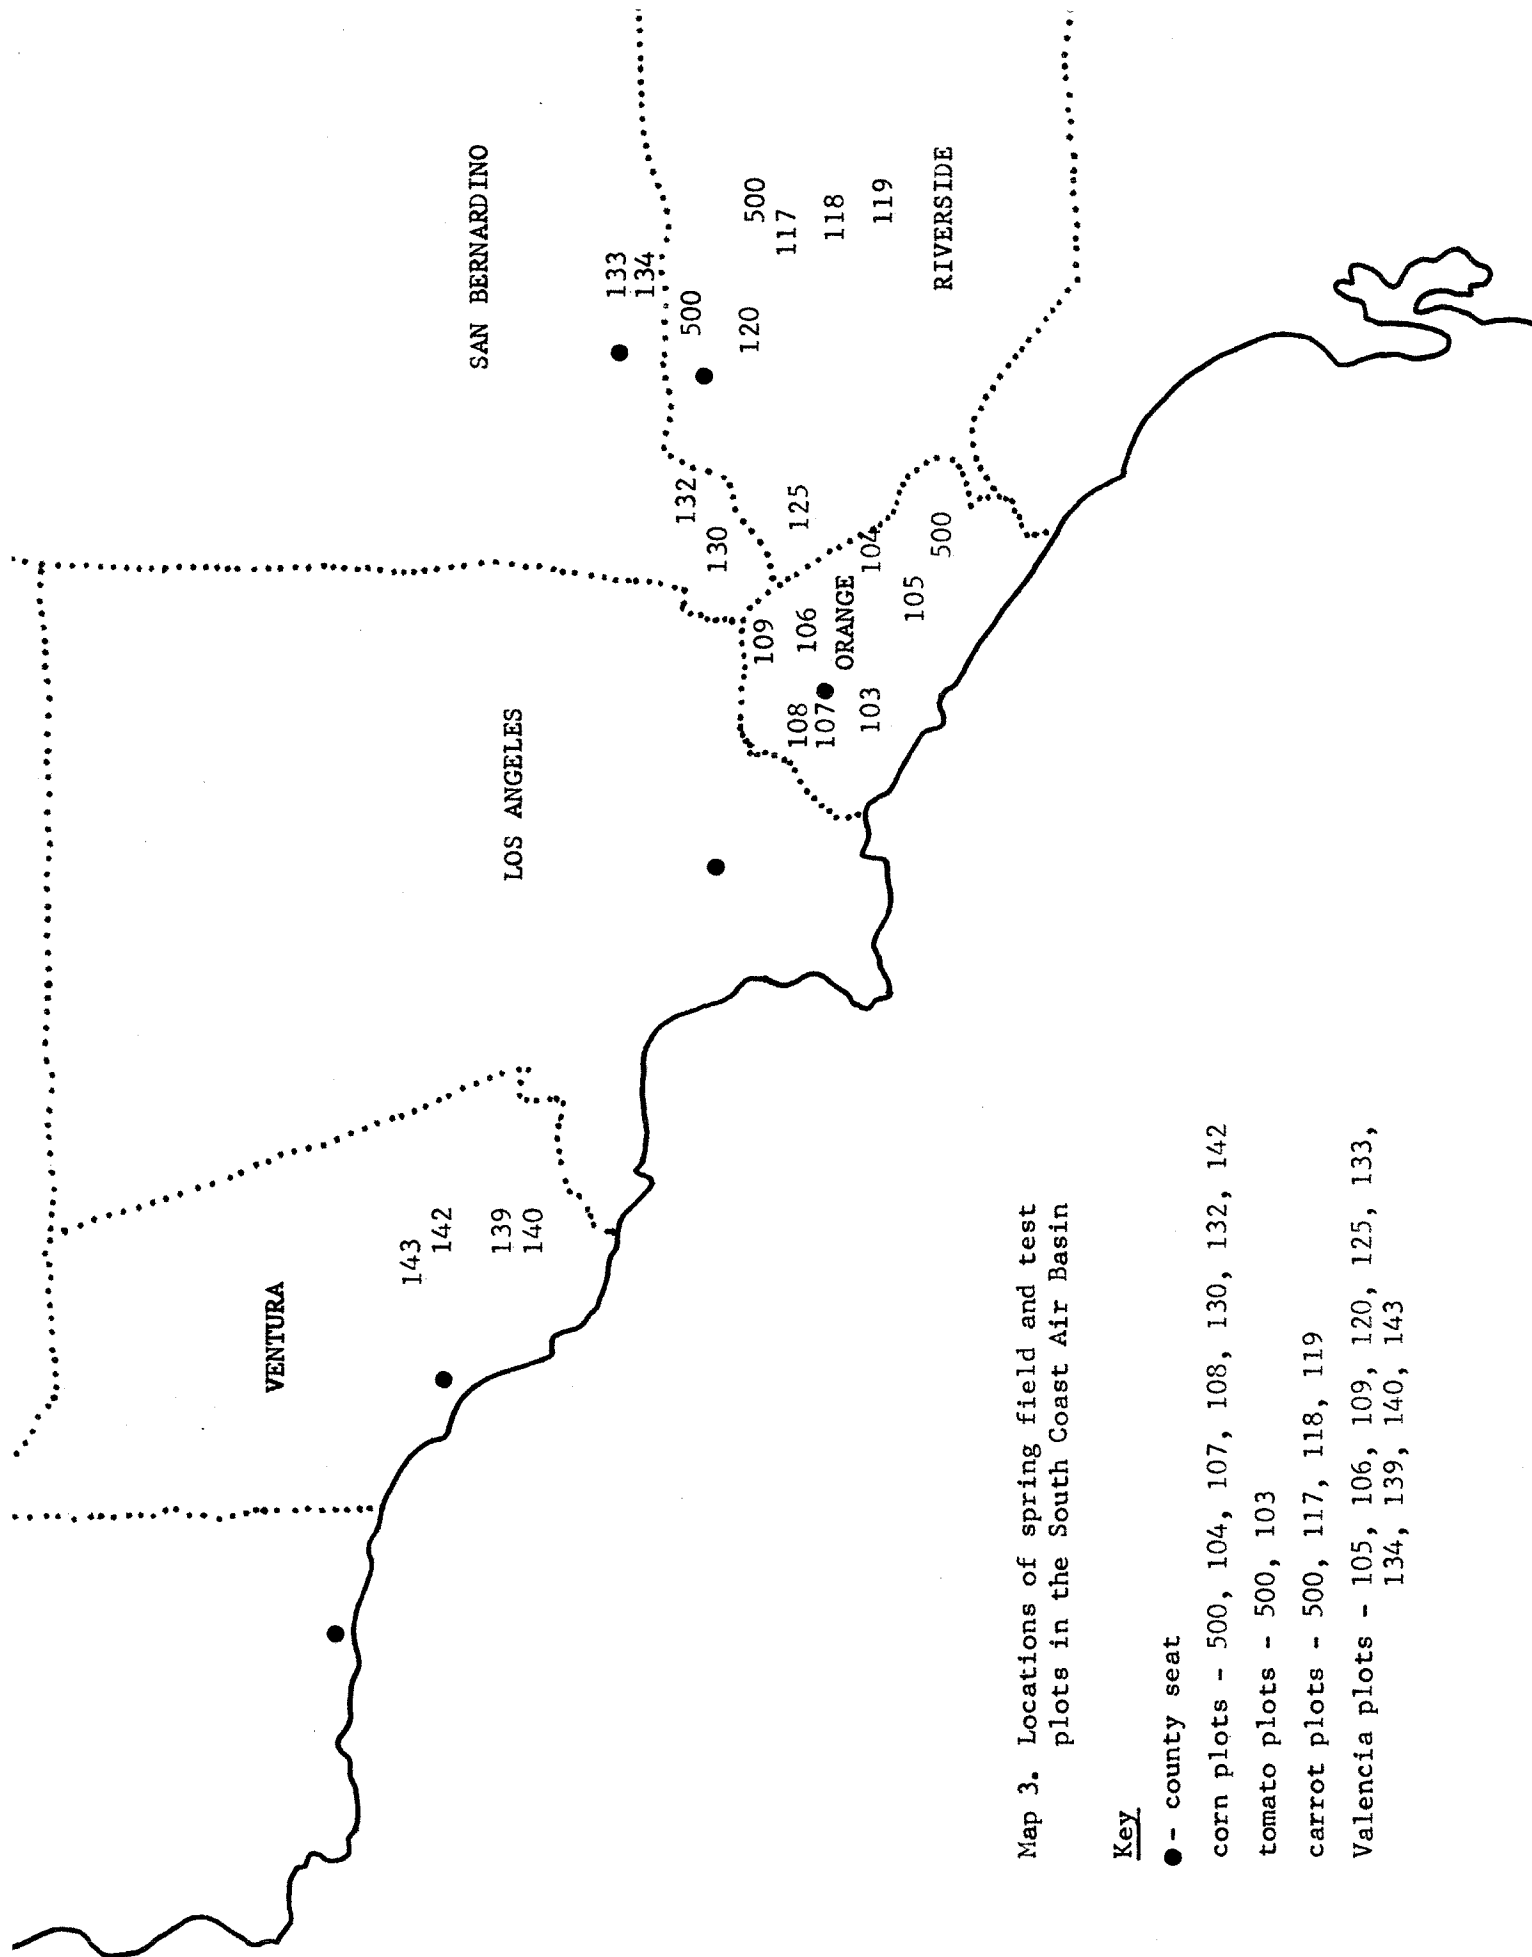 SAN BERNARDINO
133
134
500
120
500
117
118
119
RIVERSIDE
132
130
125
LOS ANGELES
109
106
108
107
ORANGE
104
103
105
500
VENTURA
143
142
139
140
Map 3. Locations of spring field and test
plots in the South Coast Air Basin
Key
● - county seat
corn plots - 500, 104, 107, 108, 130, 132, 142
tomato plots - 500, 103
carrot plots - 500, 117, 118, 119
Valencia plots - 105, 106, 109, 120, 125, 133,
134, 139, 140, 143